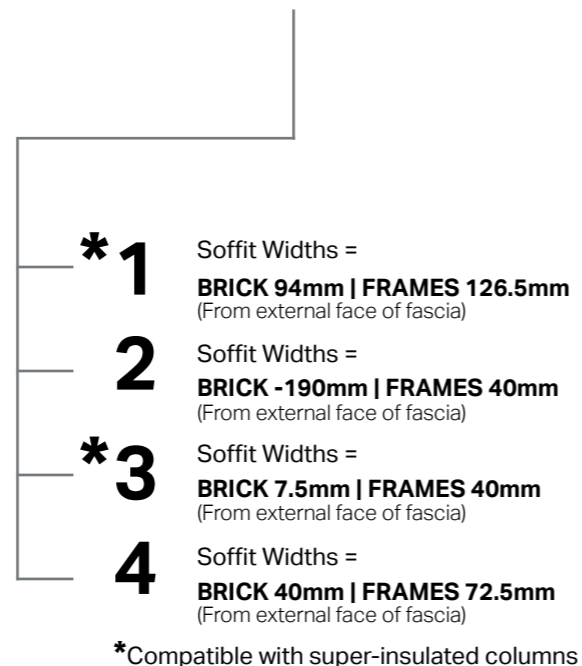 *1
Soffit Widths =
BRICK 94mm | FRAMES 126.5mm
(From external face of fascia)
2
Soffit Widths =
BRICK -190mm | FRAMES 40mm
(From external face of fascia)
*3
Soffit Widths =
BRICK 7.5mm | FRAMES 40mm
(From external face of fascia)
4
Soffit Widths =
BRICK 40mm | FRAMES 72.5mm
(From external face of fascia)
*Compatible with super-insulated columns